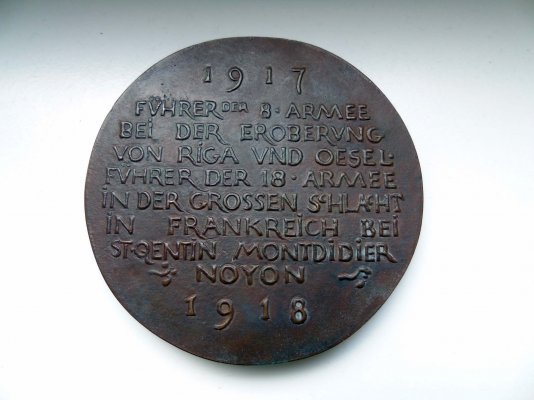 1917
FVHRER DER 8 · ARMEE
BEI DER EROBERVNG
VON RIGA VND OESEL·
FVHRER DER 18 · ARMEE
IN DER GROSSEN SCHLACHT
IN FRANKREICH BEI
ST·QENTIN MONTDIDIER
NOYON
1918